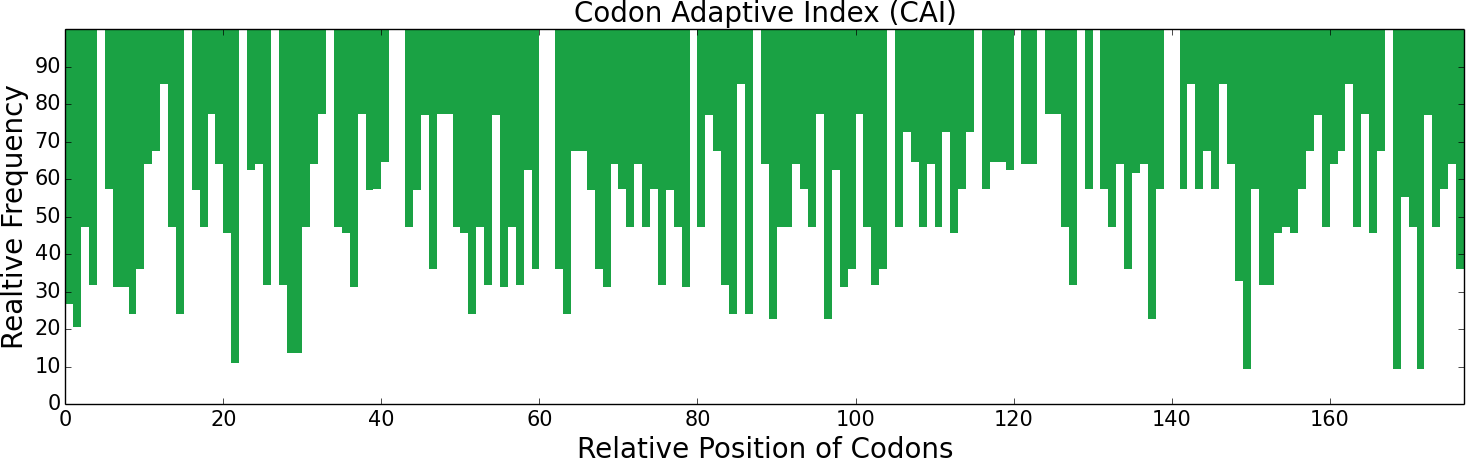 Codon Adaptive Index (CAI)
Realtive Frequency
90
80
70
60
50
40
30
20
10
0
0 20 40 60 80 100 120 140 160
Relative Position of Codons